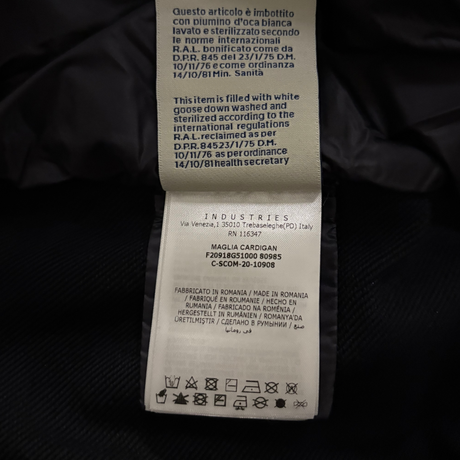 Questo articolo è imbottito
con piumino d'oca bianca
lavato e sterilizzato secondo
le norme internazionali
R.A.L. bonificato come da
D.P.R. 845 del 23/1/75 D.M.
10/11/76 e come ordinanza
14/10/81 Min. Sanità
This item is filled with white
goose down washed and
sterilized according to the
international regulations
R.A.L. reclaimed as per
D.P.R. 84523/1/75 D.M.
10/11/76 as per ordonance
14/10/81 health secretary
INDUSTRIES
Via Venezia,1 35010 Trebaseleghe(PD) Italy
RN 116347
MAGLIA CARDIGAN
F20918G51000 80985
C-SCOM-20-10908
FABBRICATO IN ROMANIA / MADE IN ROMANIA
/ FABRIQUÉ EN ROUMANIE / HECHO EN
RUMANIA / FABRICADO NA ROMÉNIA /
HERGESTELLT IN RUMÄNIEN / ROMANYA'DA
ÜRETILMIŞTIR / СДЕЛАНО В РУМЫНИИ / صنع
في رومانيا